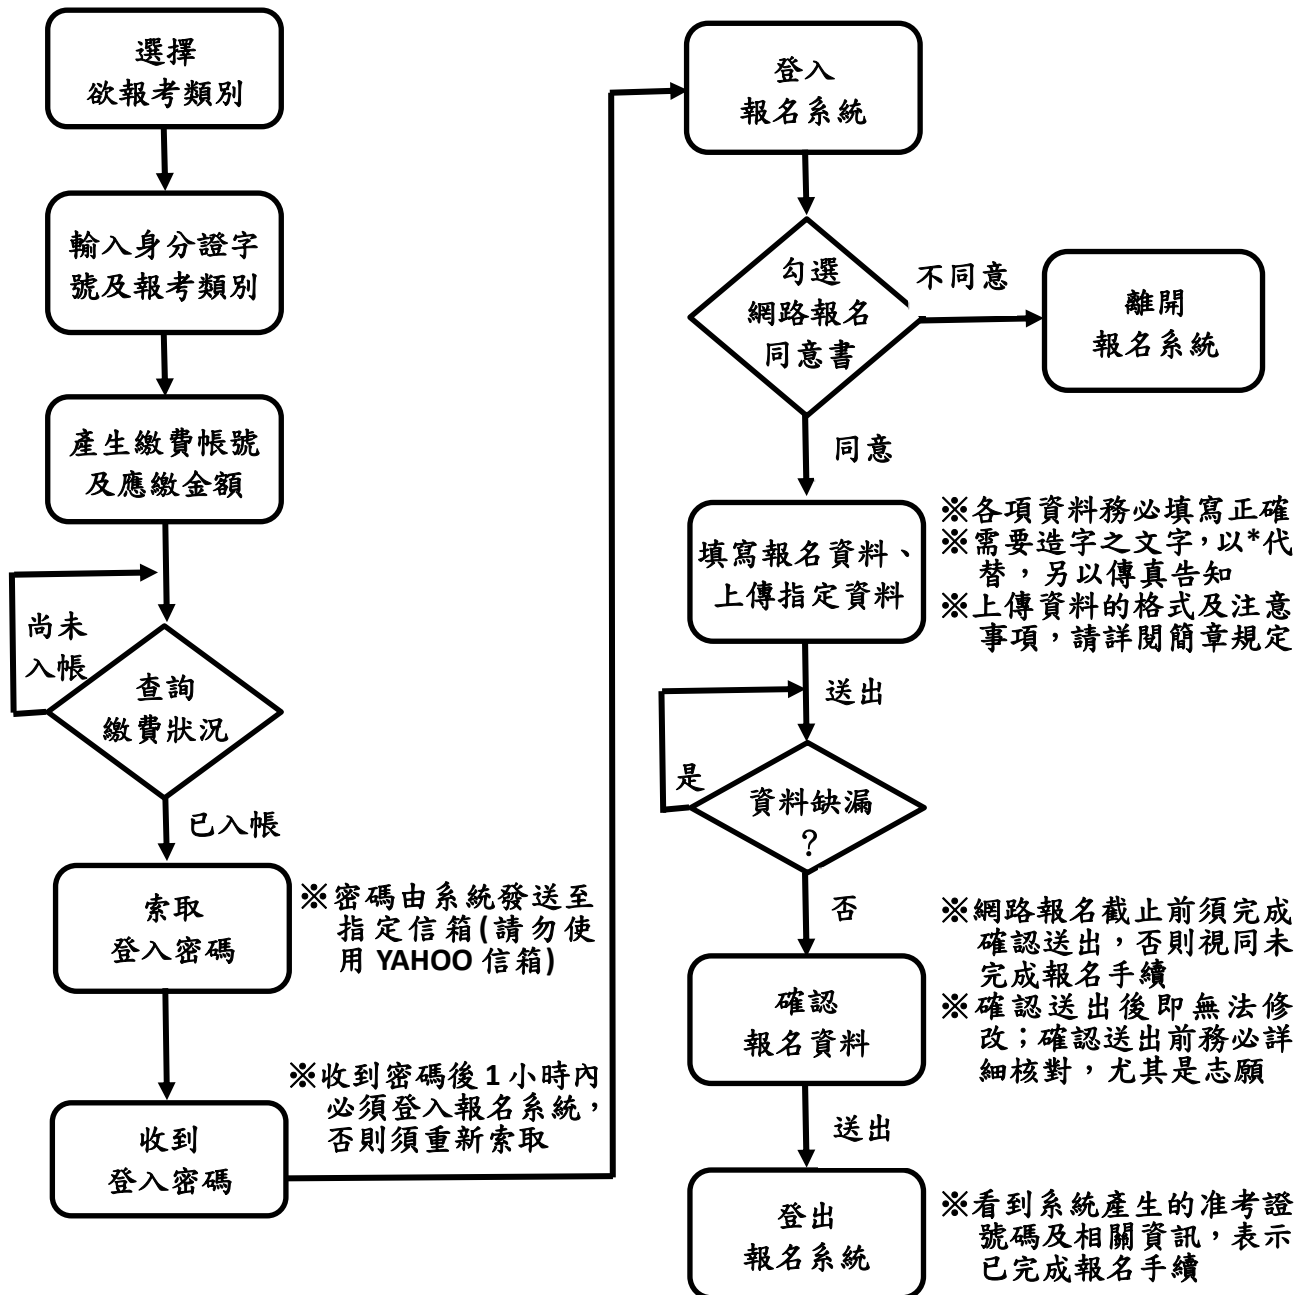 選擇
欲報考類別
輸入身分證字
號及報考類別
產生繳費帳號
及應繳金額
尚未
入帳
查詢
繳費狀況
已入帳
索取
登入密碼
※密碼由系統發送至
指定信箱(請勿使
用 YAHOO 信箱)
收到
登入密碼
※收到密碼後 1 小時內
必須登入報名系統，
否則須重新索取
登入
報名系統
勾選
網路報名
同意書
不同意
離開
報名系統
同意
填寫報名資料、
上傳指定資料
※各項資料務必填寫正確
※需要造字之文字，以*代
替，另以傳真告知
※上傳資料的格式及注意
事項，請詳閱簡章規定
送出
是
資料缺漏
？
否
確認
報名資料
※網路報名截止前須完成
確認送出，否則視同未
完成報名手續
※確認送出後即無法修
改；確認送出前務必詳
細核對，尤其是志願
送出
登出
報名系統
※看到系統產生的准考證
號碼及相關資訊，表示
已完成報名手續